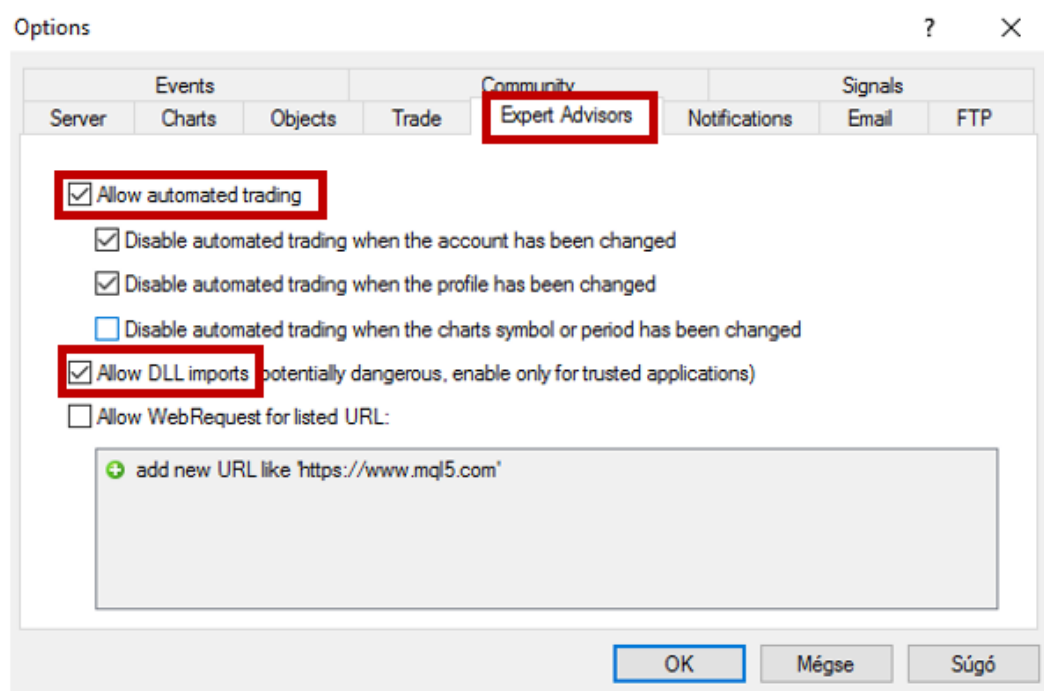 Options ?
Events Community Signals
Server Charts Objects Trade Expert Advisors Notifications Email FTP
Allow automated trading
Disable automated trading when the account has been changed
Disable automated trading when the profile has been changed
Disable automated trading when the charts symbol or period has been changed
Allow DLL imports potentially dangerous, enable only for trusted applications)
Allow WebRequest for listed URL:
add new URL like 'https://www.mql5.com'
OK Mégse Súgó